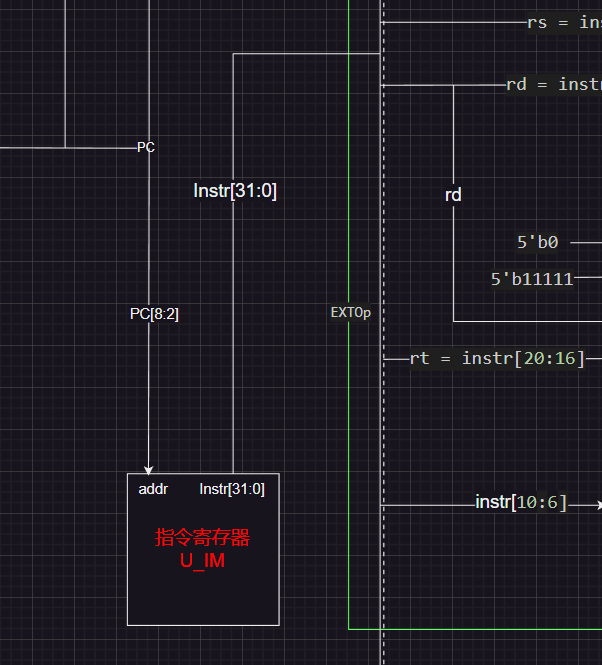 rs = ins
rd = instr
PC
Instr[31:0]
rd
5'b0
5'b11111
PC[8:2]
EXTOp
rt = instr[20:16]
addr
Instr[31:0]
instr[10:6]
指令寄存器
U_IM